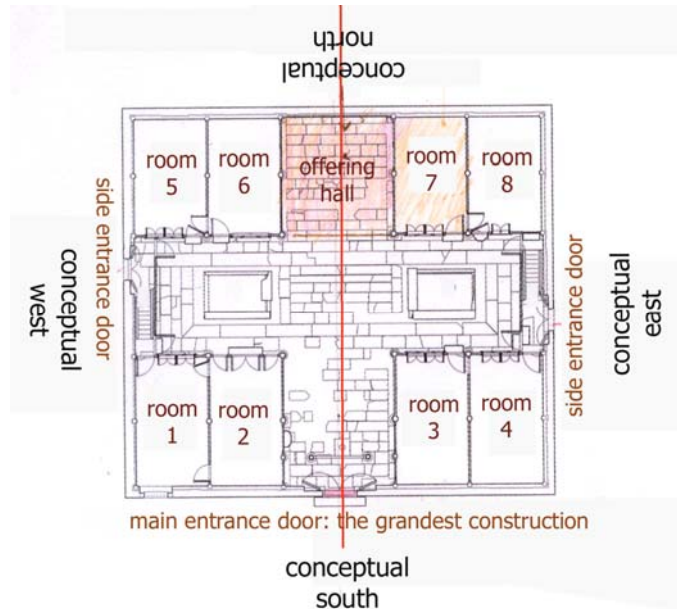 conceptual
north
room
5
room
6
offering
hall
room
7
room
8
side entrance door
conceptual
west
conceptual
east
side entrance door
room
1
room
2
room
3
room
4
main entrance door: the grandest construction
conceptual
south